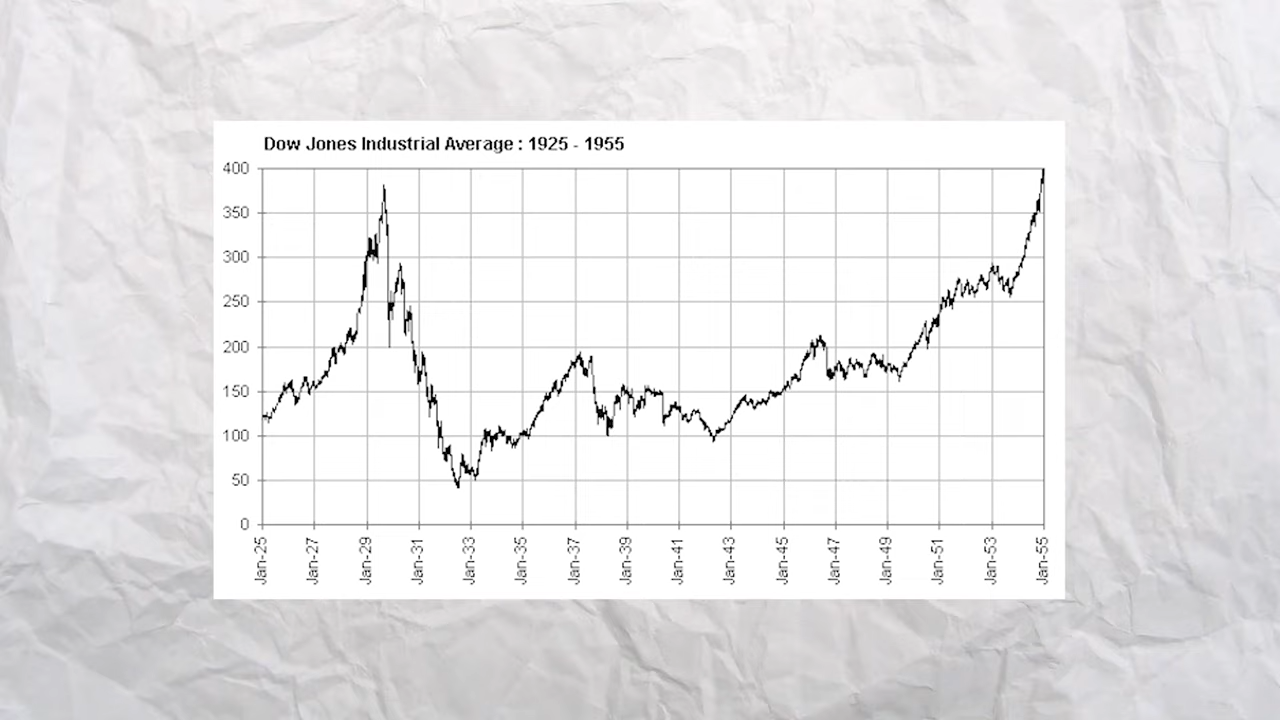 Dow Jones Industrial Average : 1925 - 1955
400
350
300
250
200
150
100
50
0
Jan-25
Jan-27
Jan-29
Jan-31
Jan-33
Jan-35
Jan-37
Jan-39
Jan-41
Jan-43
Jan-45
Jan-47
Jan-49
Jan-51
Jan-53
Jan-55